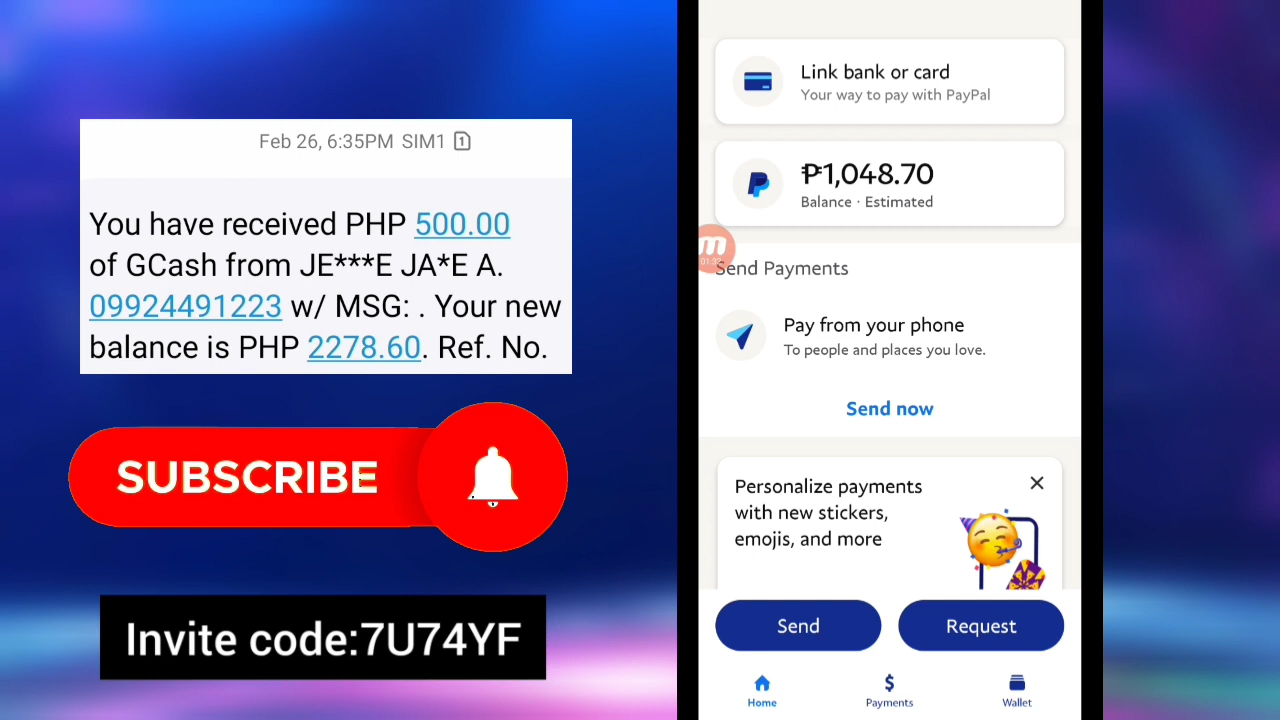 Feb 26, 6:35PM SIM1 1
You have received PHP 500.00
of GCash from JE***E JA*E A.
09924491223 w/ MSG: . Your new
balance is PHP 2278.60. Ref. No.
SUBSCRIBE
Invite code:7U74YF
Link bank or card
Your way to pay with PayPal
₱1,048.70
Balance · Estimated
01:33
Send Payments
Pay from your phone
To people and places you love.
Send now
Personalize payments
with new stickers,
emojis, and more
Send
Request
Home
Payments
Wallet